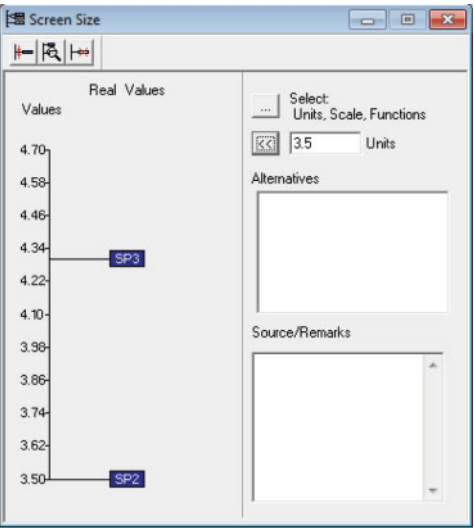 Screen Size
Real Values
Values
4.70
4.58
4.46
4.34
SP3
4.22
4.10
3.98
3.86
3.74
3.62
3.50
SP2
...
Select:
Units, Scale, Functions
<<
3.5
Units
Alternatives
Source/Remarks